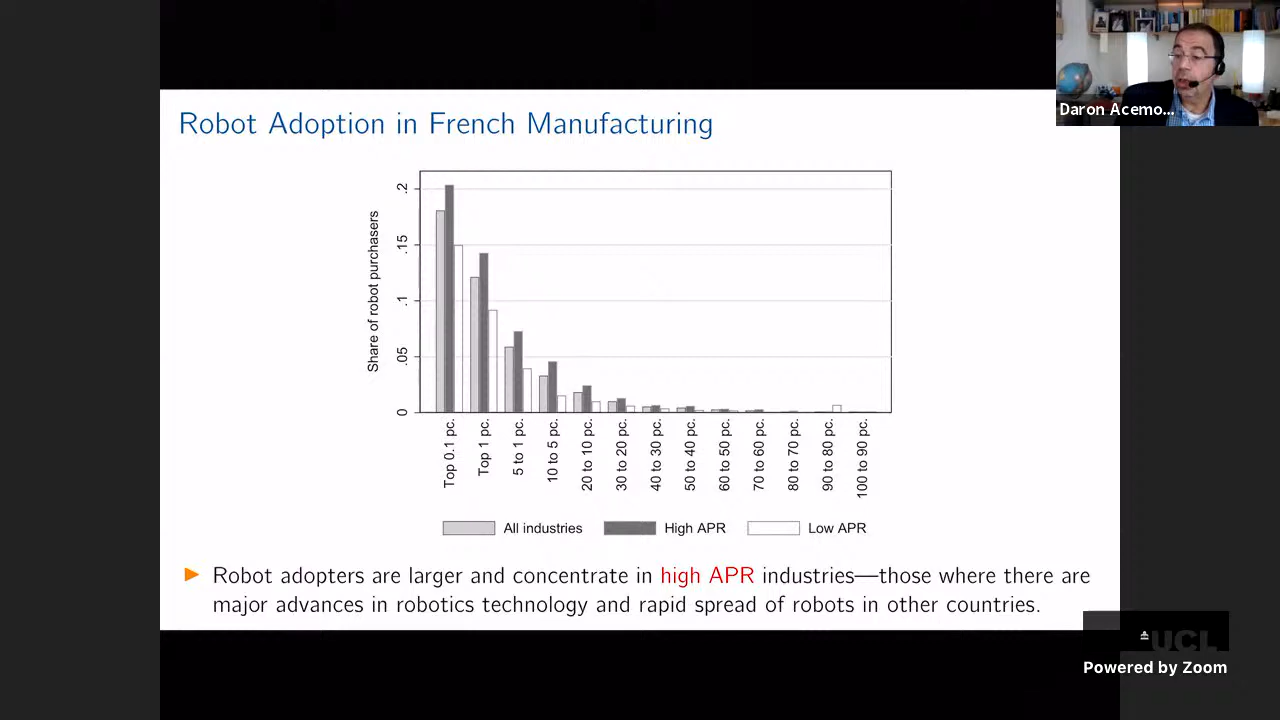 Daron Acemo...
Robot Adoption in French Manufacturing
Share of robot purchasers
.2
.15
.1
.05
0
Top 0.1 pc.
Top 1 pc.
5 to 1 pc.
10 to 5 pc.
20 to 10 pc.
30 to 20 pc.
40 to 30 pc.
50 to 40 pc.
60 to 50 pc.
70 to 60 pc.
80 to 70 pc.
90 to 80 pc.
100 to 90 pc.
All industries
High APR
Low APR
Robot adopters are larger and concentrate in high APR industries—those where there are
major advances in robotics technology and rapid spread of robots in other countries.
UCL
Powered by Zoom